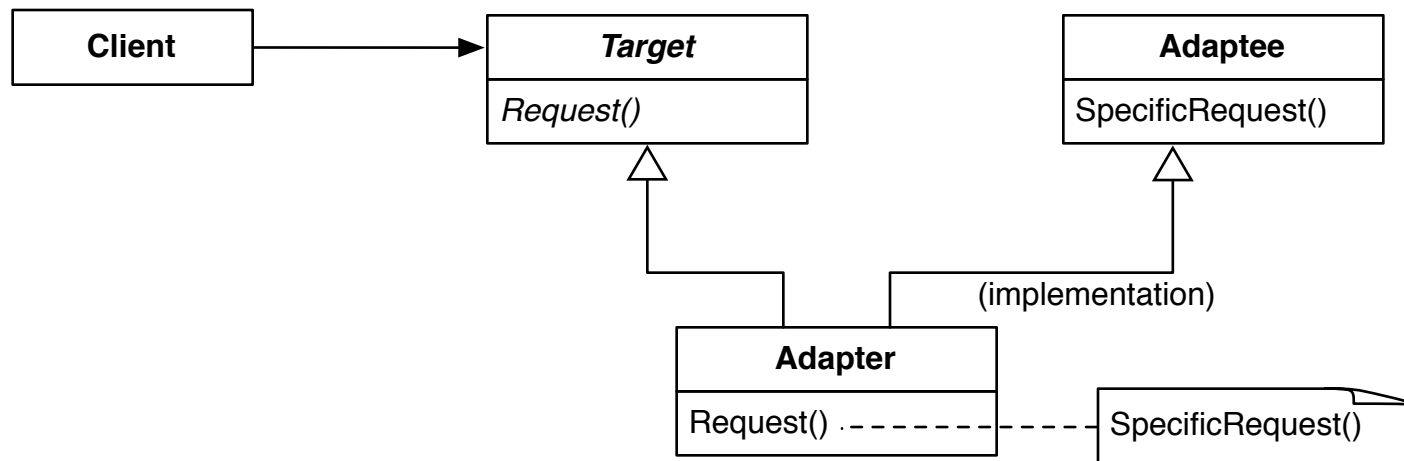 Client
Target
Adaptee
Request()
SpecificRequest()
(implementation)
Adapter
Request()
SpecificRequest()